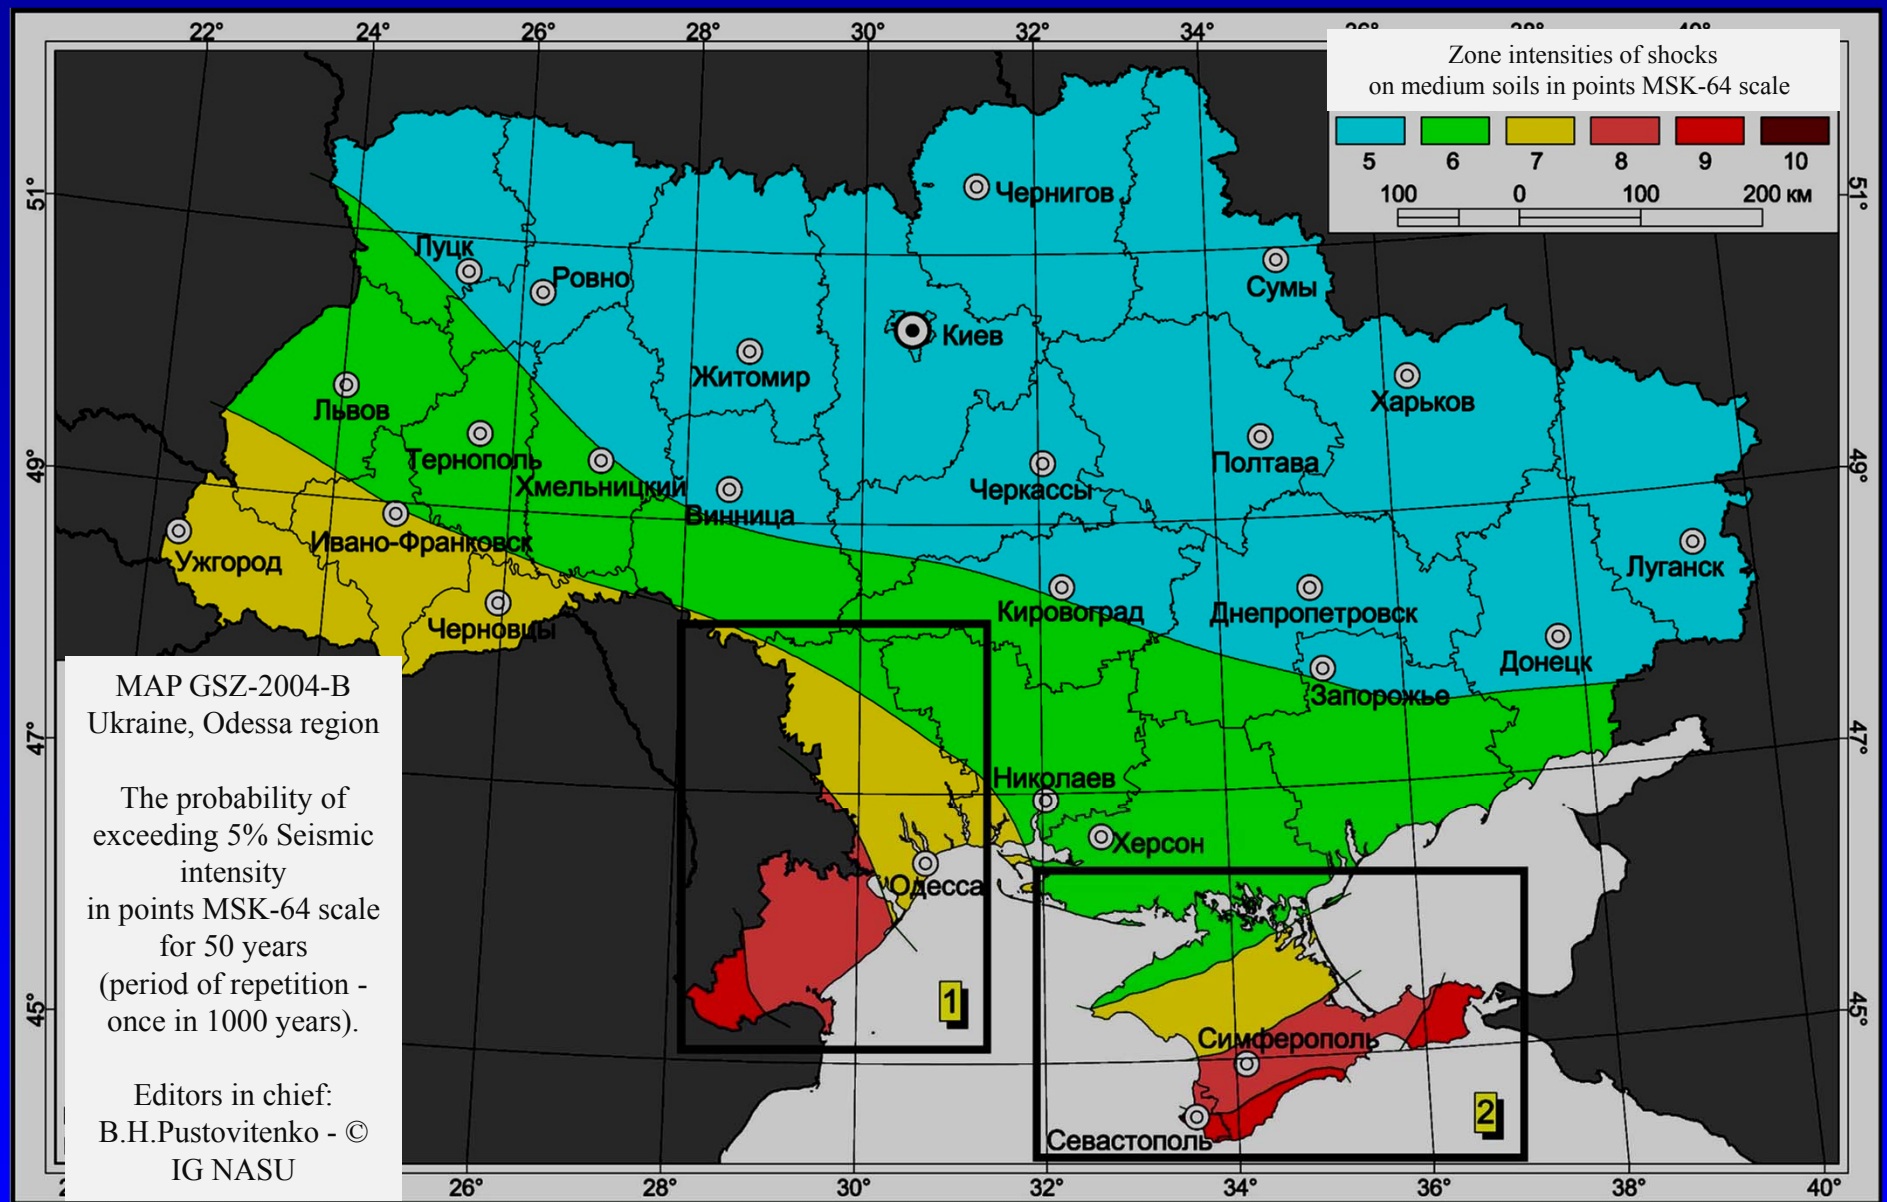 22° 24° 26° 28° 30° 32° 34°
Zone intensities of shocks
on medium soils in points MSK-64 scale
5 6 7 8 9 10
100 0 100 200 км
51° 51°
Чернигов
Луцк
Ровно
Сумы
Киев
Житомир
Львов
Харьков
Тернополь
Полтава
49° 49°
Хмельницкий
Черкассы
Винница
Ивано-Франковск
Ужгород
Луганск
Кировоград
Днепропетровск
Черновцы
Донецк
Запорожье
MAP GSZ-2004-B
Ukraine, Odessa region
The probability of
exceeding 5% Seismic
intensity
in points MSK-64 scale
for 50 years
(period of repetition -
once in 1000 years).
Editors in chief:
B.H.Pustovitenko - ©
IG NASU
47° 47°
Николаев
Херсон
Одесса
1
45° 45°
Симферополь
2
Севастополь
26° 28° 30° 32° 34° 36° 38° 40°